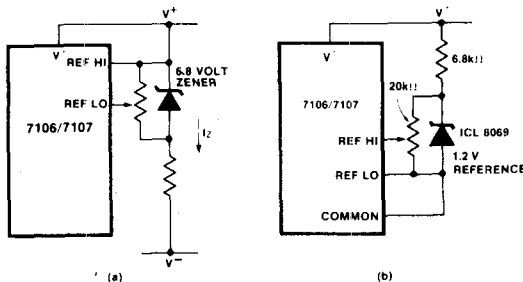 V+
V+
REF HI
6.8 VOLT
ZENER
REF LO
7106/7107
IZ
V−
(a)
V+
V+
6.8kΩ
20kΩ
7106/7107
ICL 8069
REF HI
1.2 V
REFERENCE
REF LO
COMMON
(b)